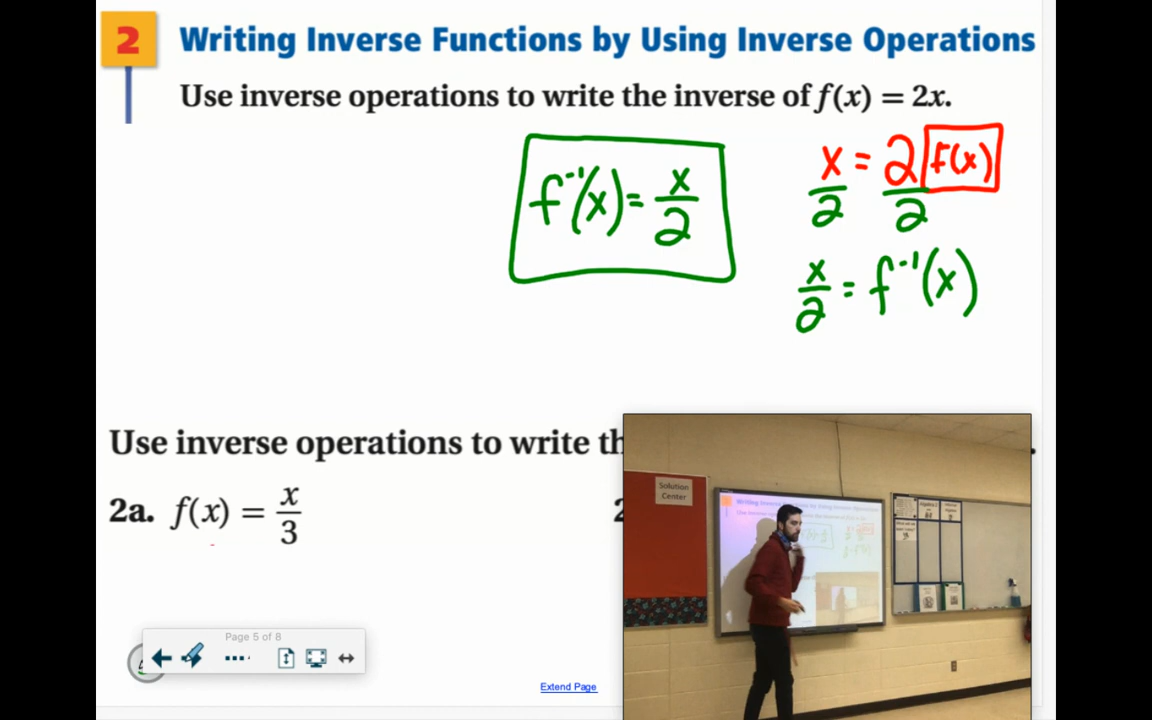 2 Writing Inverse Functions by Using Inverse Operations
Use inverse operations to write the inverse of f(x) = 2x.
f⁻¹(x) = x/2
x = 2 f(x)
2 2
x/2 = f⁻¹(x)
Use inverse operations to write th
2a. f(x) = x/3
2
Solution
Center
Page 5 of 8
Extend Page